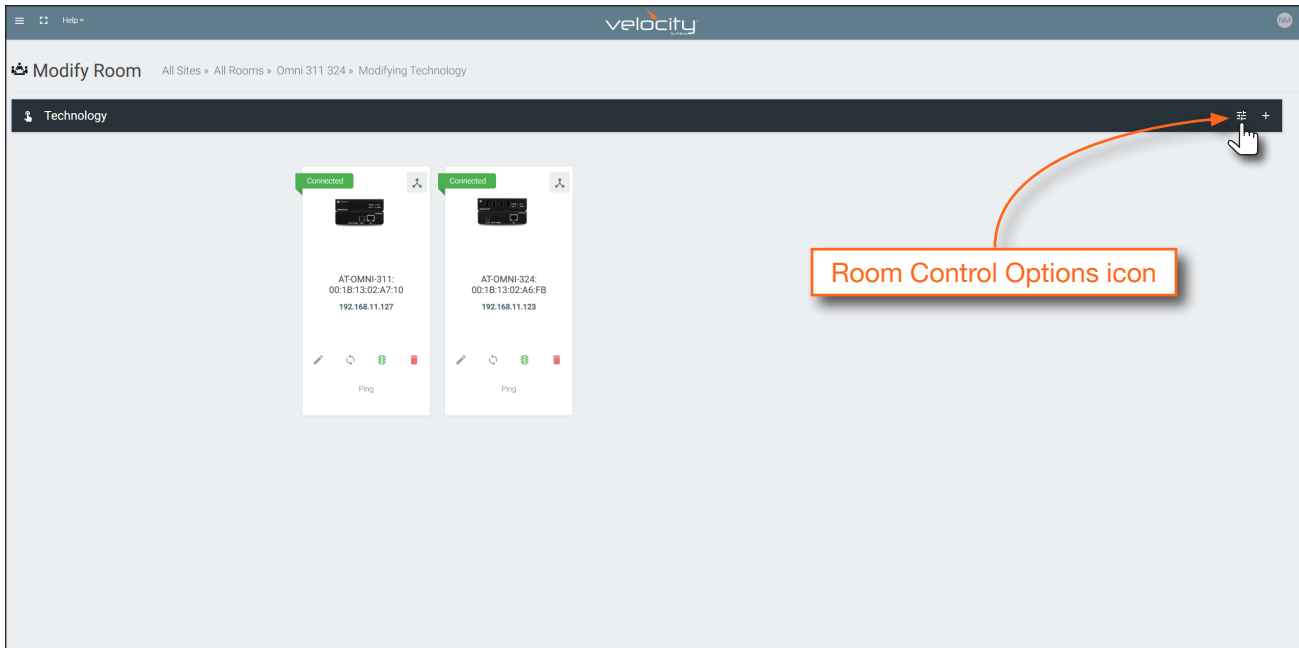 Help
velocity
by Atlona
NM
Modify Room
All Sites » All Rooms » Omni 311 324 » Modifying Technology
Technology
Room Control Options icon
Connected
AT-OMNI-311:
00:1B:13:02:A7:10
192.168.11.127
Ping
Connected
AT-OMNI-324:
00:1B:13:02:A6:FB
192.168.11.123
Ping